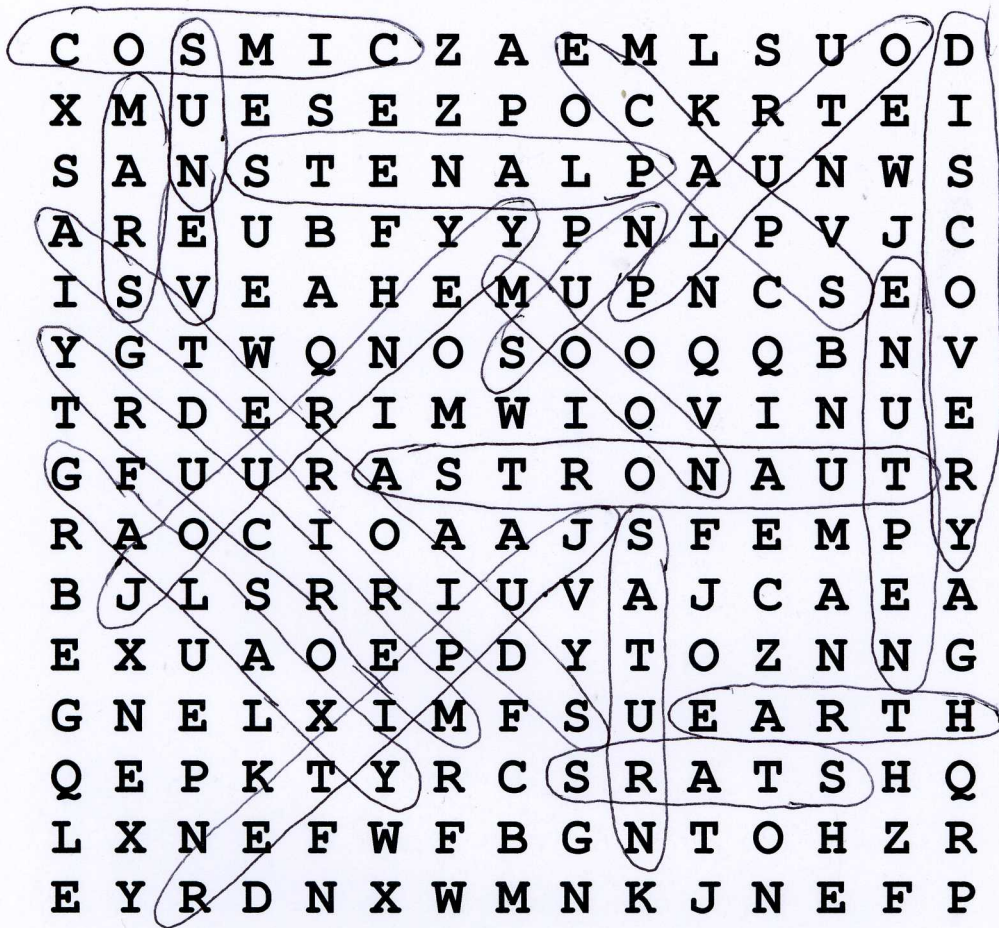 C O S M I C Z A E M L S U O D
X M U E S E Z P O C K R T E I
S A N S T E N A L P A U N W S
A R E U B F Y Y P N L P V J C
I S V E A H E M U P N C S E O
Y G T W Q N O S O O Q Q B N V
T R D E R I M W I O V I N U E
G F U U R A S T R O N A U T R
R A O C I O A A J S F E M P Y
B J L S R R I U V A J C A E A
E X U A O E P D Y T O Z N N G
G N E L X I M F S U E A R T H
Q E P K T Y R C S R A T S H Q
L X N E F W F B G N T O H Z R
E Y R D N X W M N K J N E F P